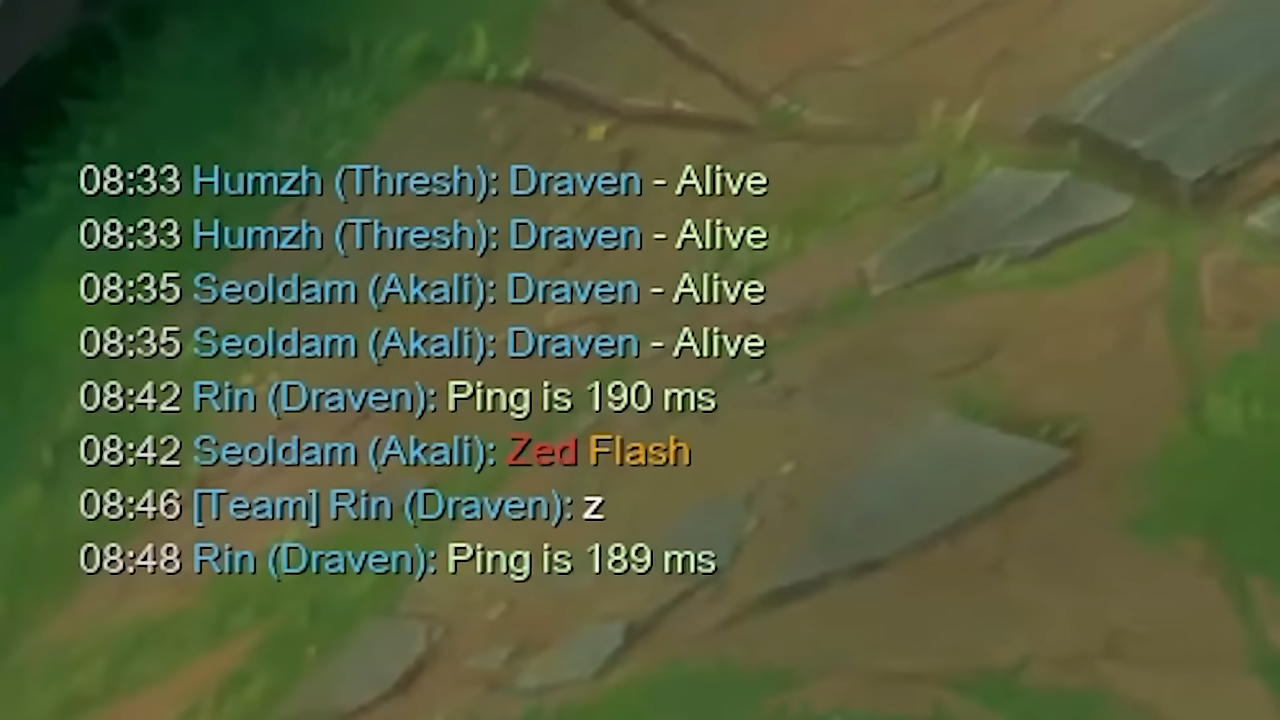 08:33 Humzh (Thresh): Draven - Alive
08:33 Humzh (Thresh): Draven - Alive
08:35 Seoldam (Akali): Draven - Alive
08:35 Seoldam (Akali): Draven - Alive
08:42 Rin (Draven): Ping is 190 ms
08:42 Seoldam (Akali): Zed Flash
08:46 [Team] Rin (Draven): z
08:48 Rin (Draven): Ping is 189 ms